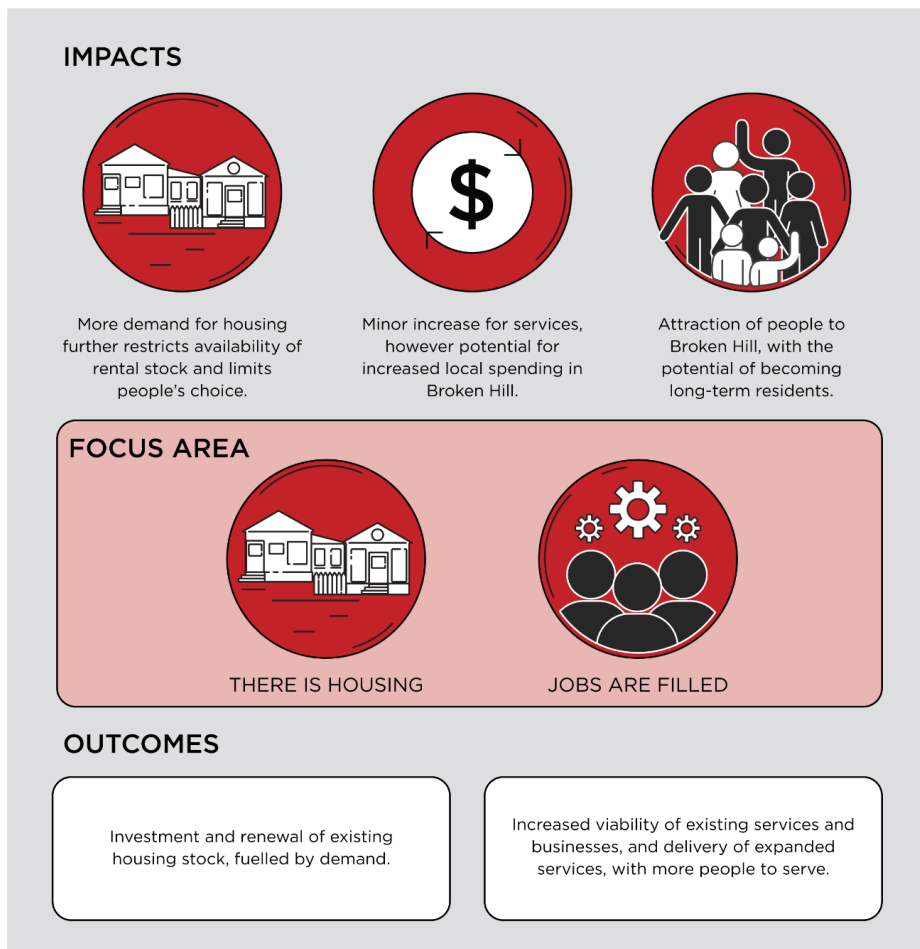 IMPACTS
More demand for housing
further restricts availability of
rental stock and limits
people’s choice.
Minor increase for services,
however potential for
increased local spending in
Broken Hill.
Attraction of people to
Broken Hill, with the
potential of becoming
long-term residents.
FOCUS AREA
THERE IS HOUSING
JOBS ARE FILLED
OUTCOMES
Investment and renewal of existing
housing stock, fuelled by demand.
Increased viability of existing services and
businesses, and delivery of expanded
services, with more people to serve.
$